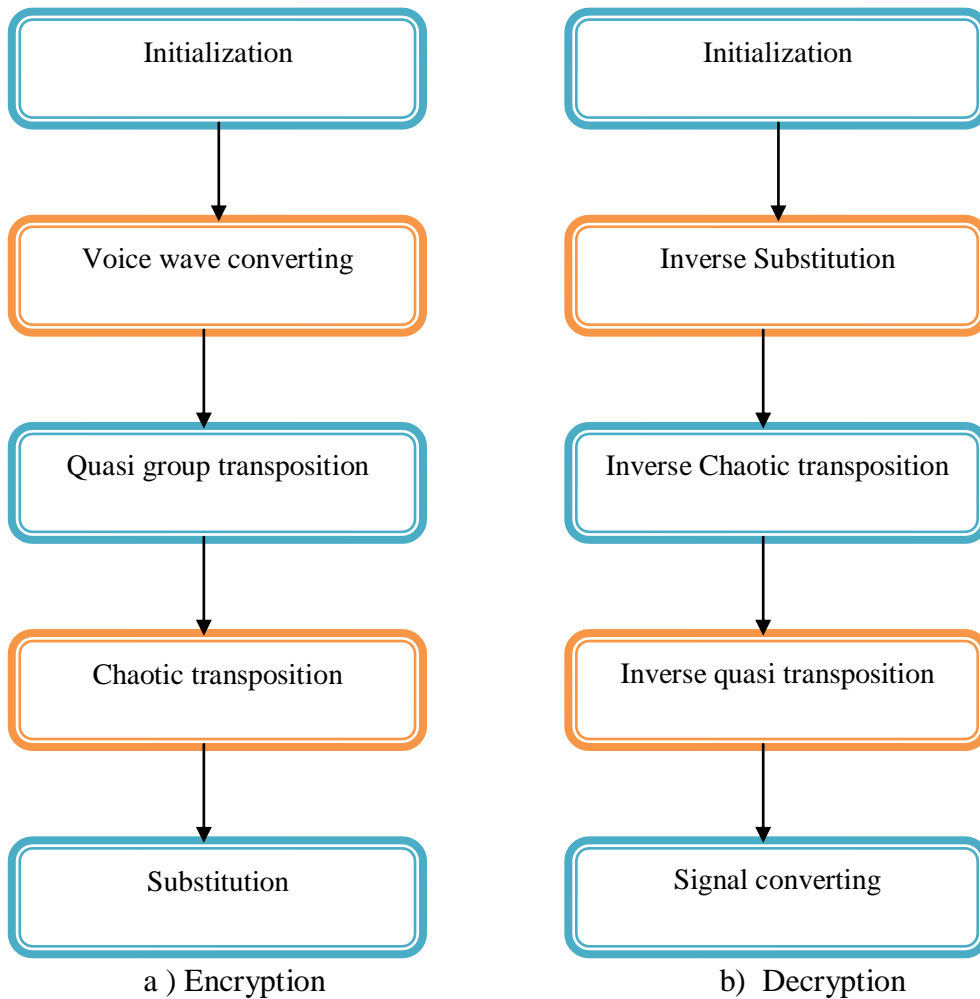 Initialization
Voice wave converting
Quasi group transposition
Chaotic transposition
Substitution
a ) Encryption
Initialization
Inverse Substitution
Inverse Chaotic transposition
Inverse quasi transposition
Signal converting
b) Decryption